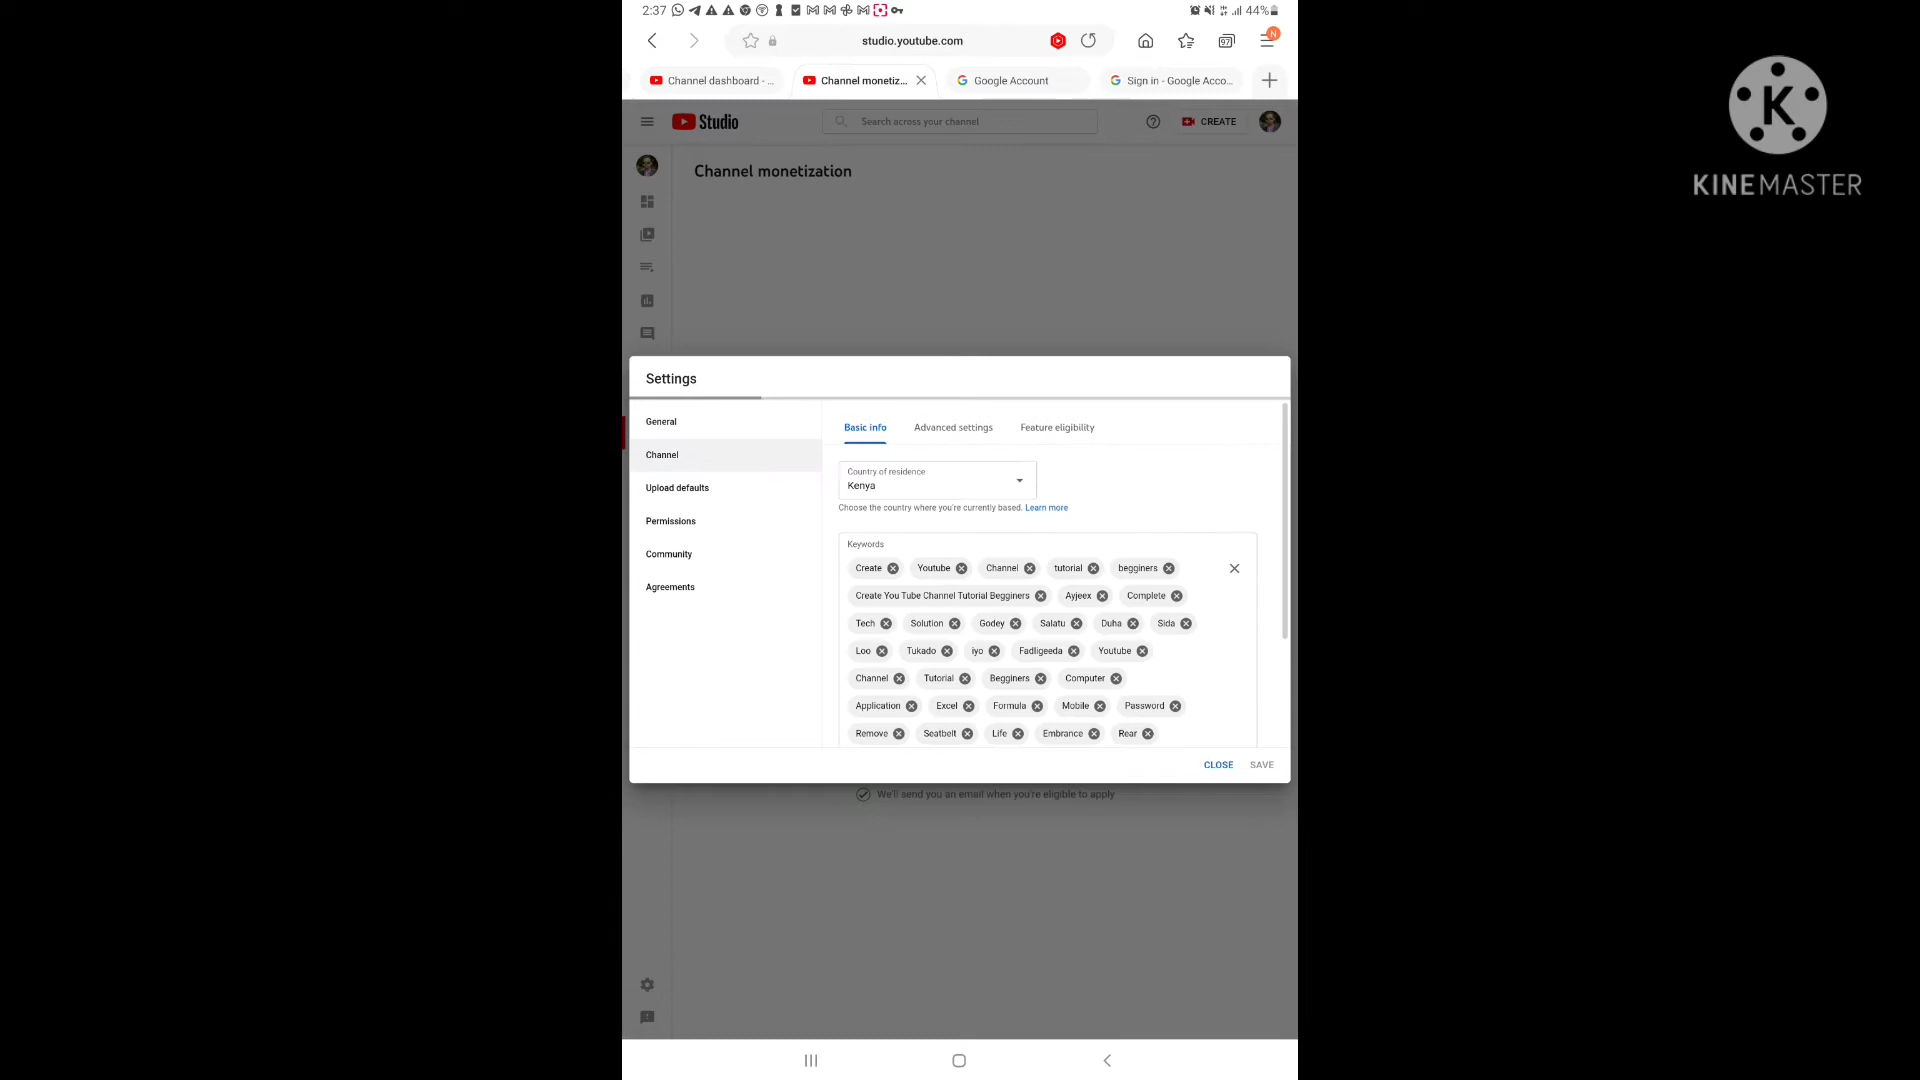 2:37 44%
studio.youtube.com 97 N
Channel dashboard - ... Channel monetiz... Google Account Sign in - Google Acco...
Studio Search across your channel CREATE
Channel monetization
Settings
General
Channel
Upload defaults
Permissions
Community
Agreements
Basic info Advanced settings Feature eligibility
Country of residence
Kenya
Choose the country where you're currently based. Learn more
Keywords
Create Youtube Channel tutorial begginers
Create You Tube Channel Tutorial Begginers Ayjeex Complete
Tech Solution Godey Salatu Duha Sida
Loo Tukado iyo Fadligeeda Youtube
Channel Tutorial Begginers Computer
Application Excel Formula Mobile Password
Remove Seatbelt Life Embrance Rear
CLOSE SAVE
We'll send you an email when you're eligible to apply
K
KINEMASTER